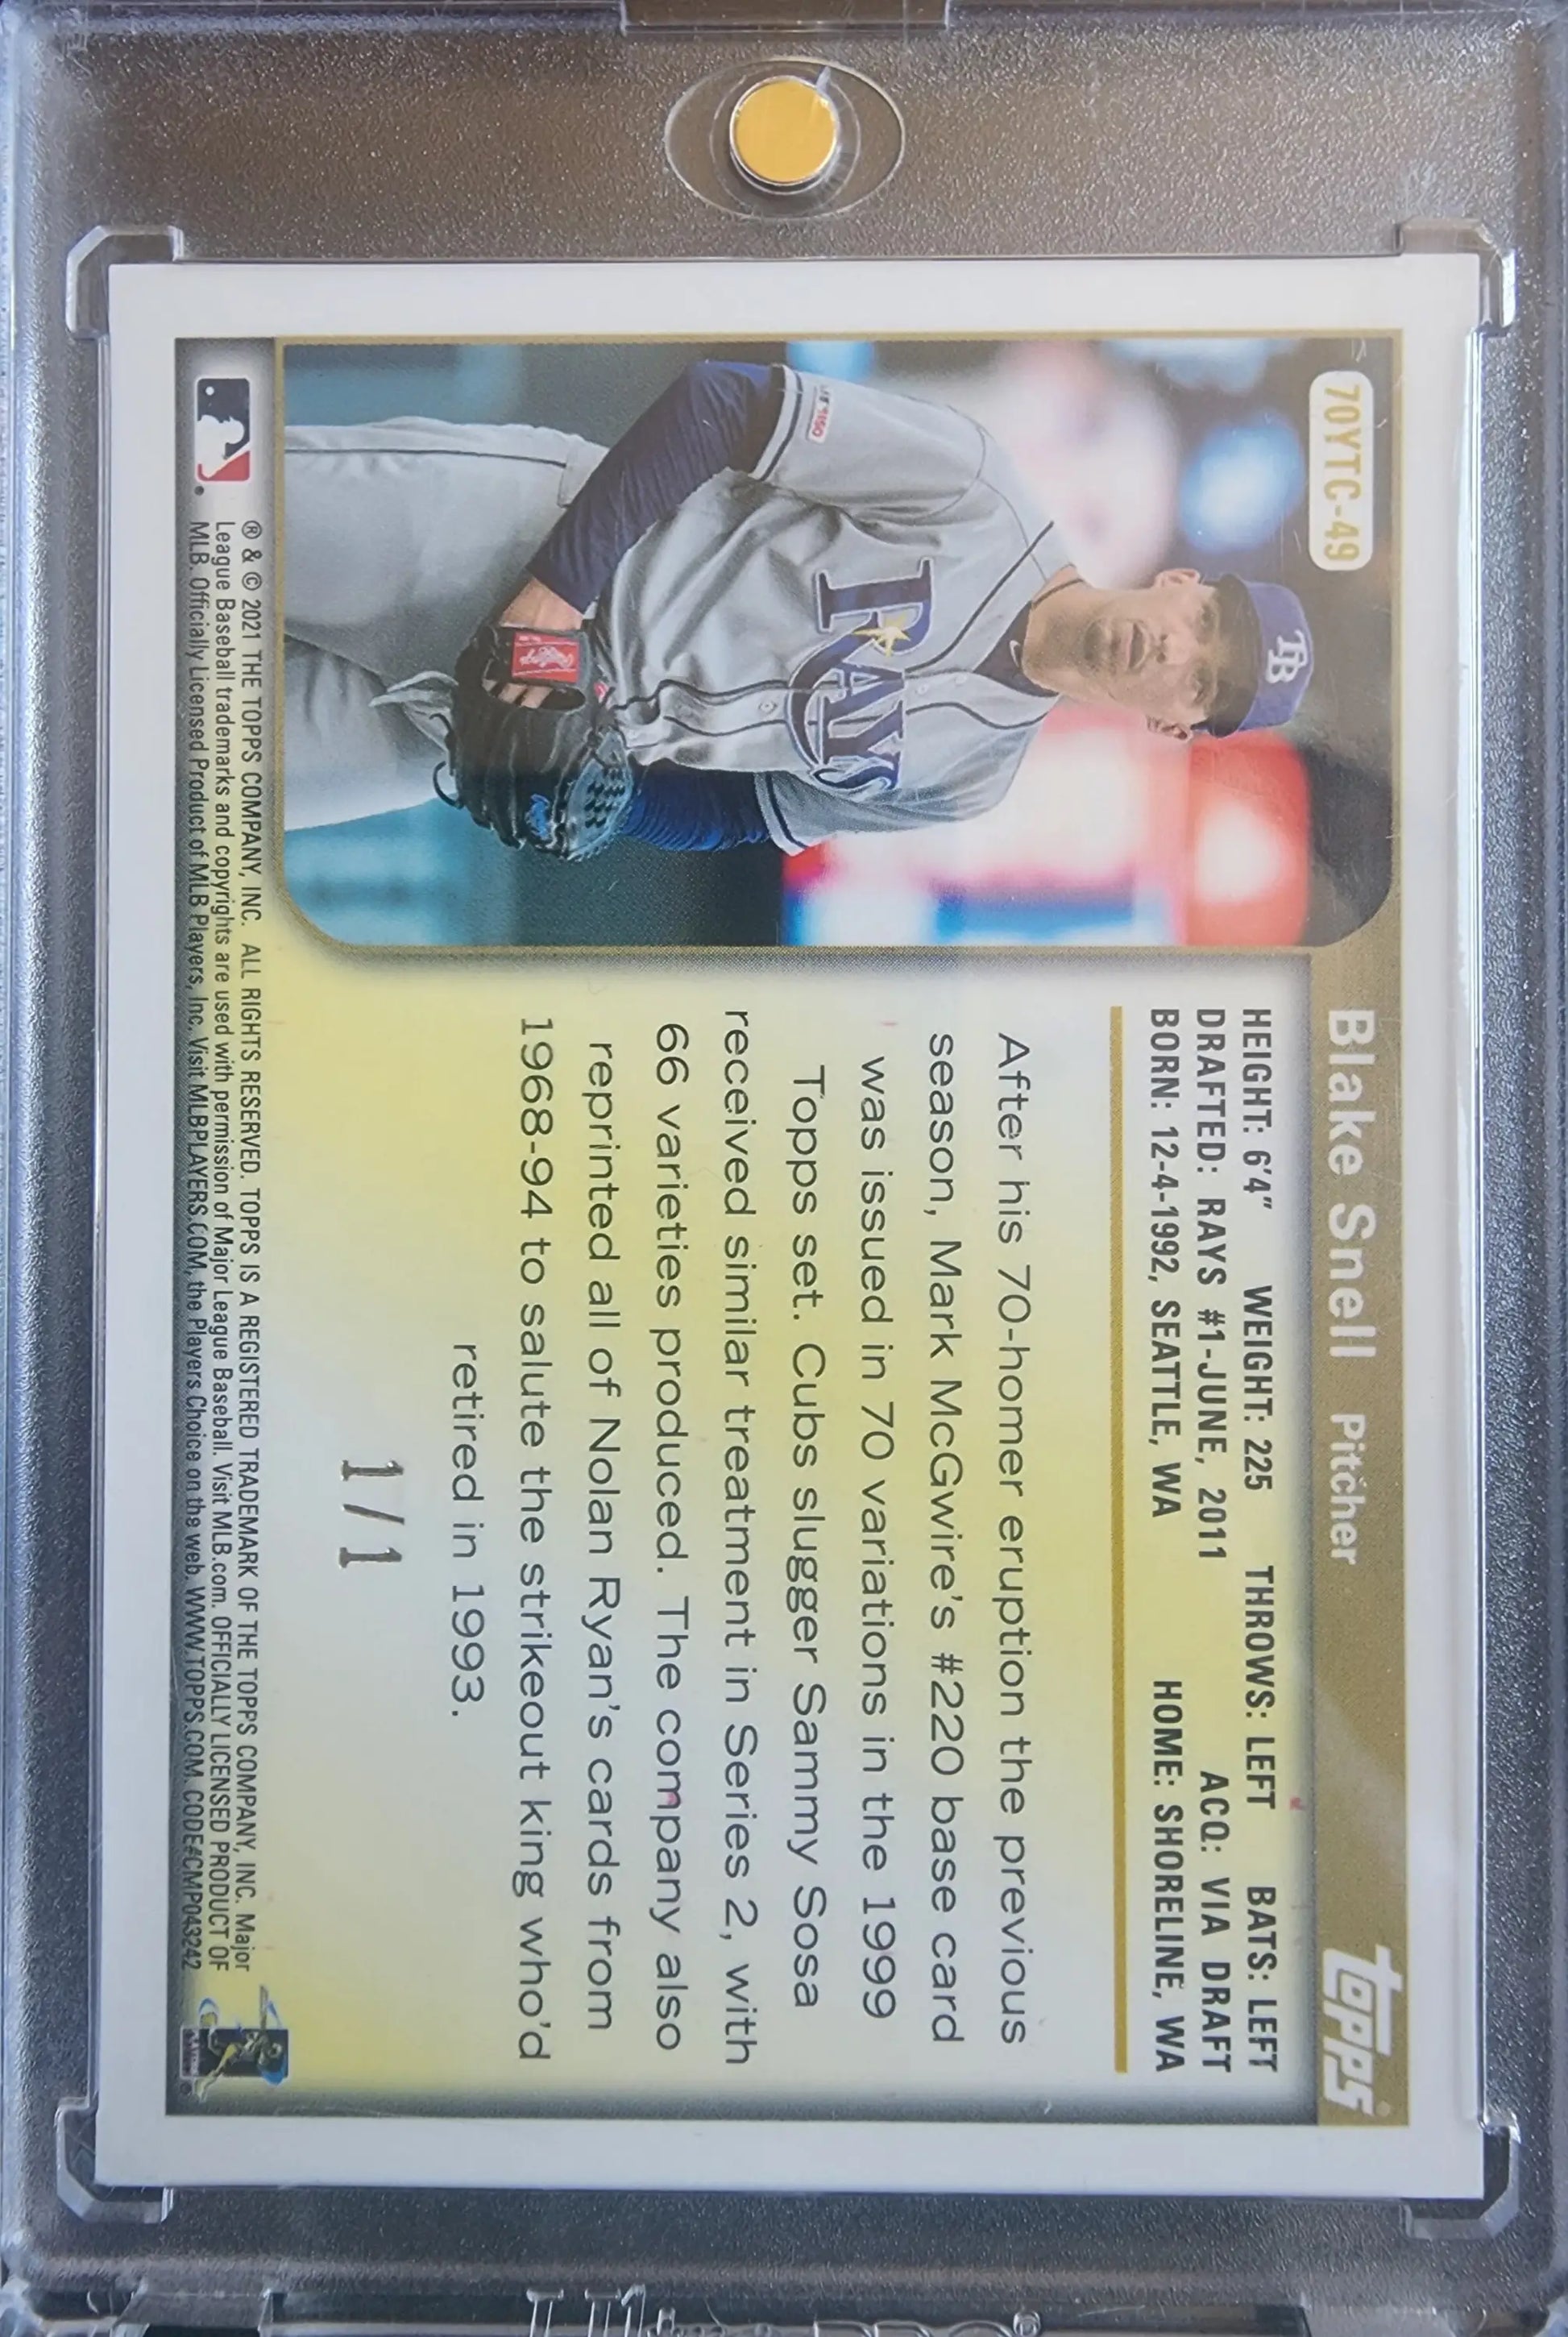 70YTC-49
Blake Snell Pitcher
topps®
HEIGHT: 6'4" WEIGHT: 225 THROWS: LEFT BATS: LEFT
DRAFTED: RAYS #1-JUNE, 2011 ACQ: VIA DRAFT
BORN: 12-4-1992, SEATTLE, WA HOME: SHORELINE, WA
TB
RAYS
Rawlings
After his 70-homer eruption the previous
season, Mark McGwire's #220 base card
was issued in 70 variations in the 1999
Topps set. Cubs slugger Sammy Sosa
received similar treatment in Series 2, with
66 varieties produced. The company also
reprinted all of Nolan Ryan's cards from
1968-94 to salute the strikeout king who'd
retired in 1993.
1/1
® & © 2021 THE TOPPS COMPANY, INC. ALL RIGHTS RESERVED. TOPPS IS A REGISTERED TRADEMARK OF THE TOPPS COMPANY, INC. Major
League Baseball trademarks and copyrights are used with permission of Major League Baseball. Visit MLB.com. OFFICIALLY LICENSED PRODUCT OF
MLB. Officially Licensed Product of MLB Players, Inc. Visit MLBPLAYERS.COM, the Players Choice on the web. WWW.TOPPS.COM. CODE#CMP043242